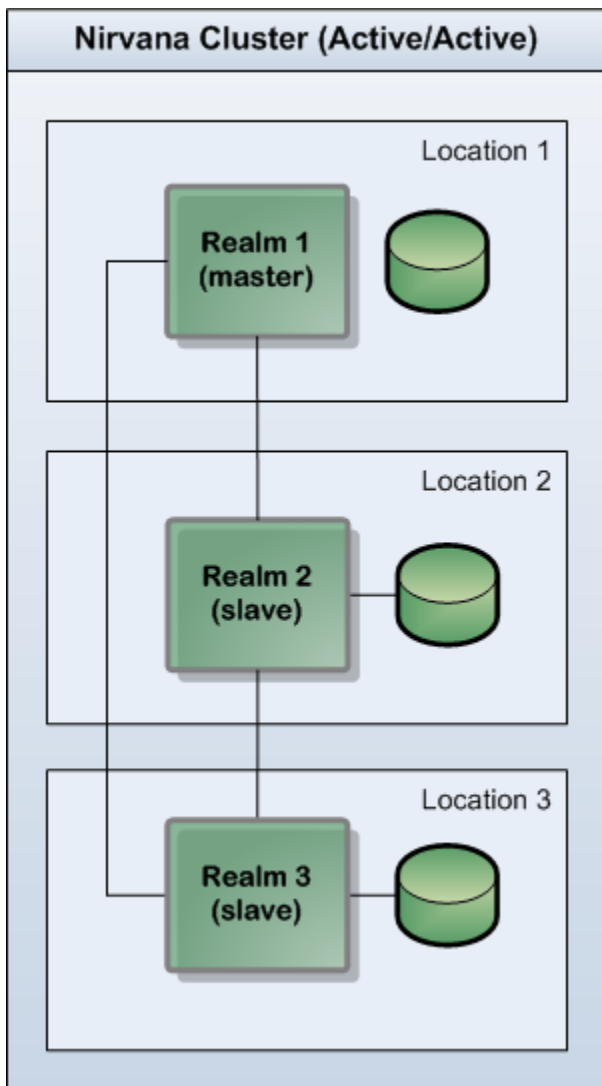 Nirvana Cluster (Active/Active)
Location 1
Realm 1
(master)
Location 2
Realm 2
(slave)
Location 3
Realm 3
(slave)